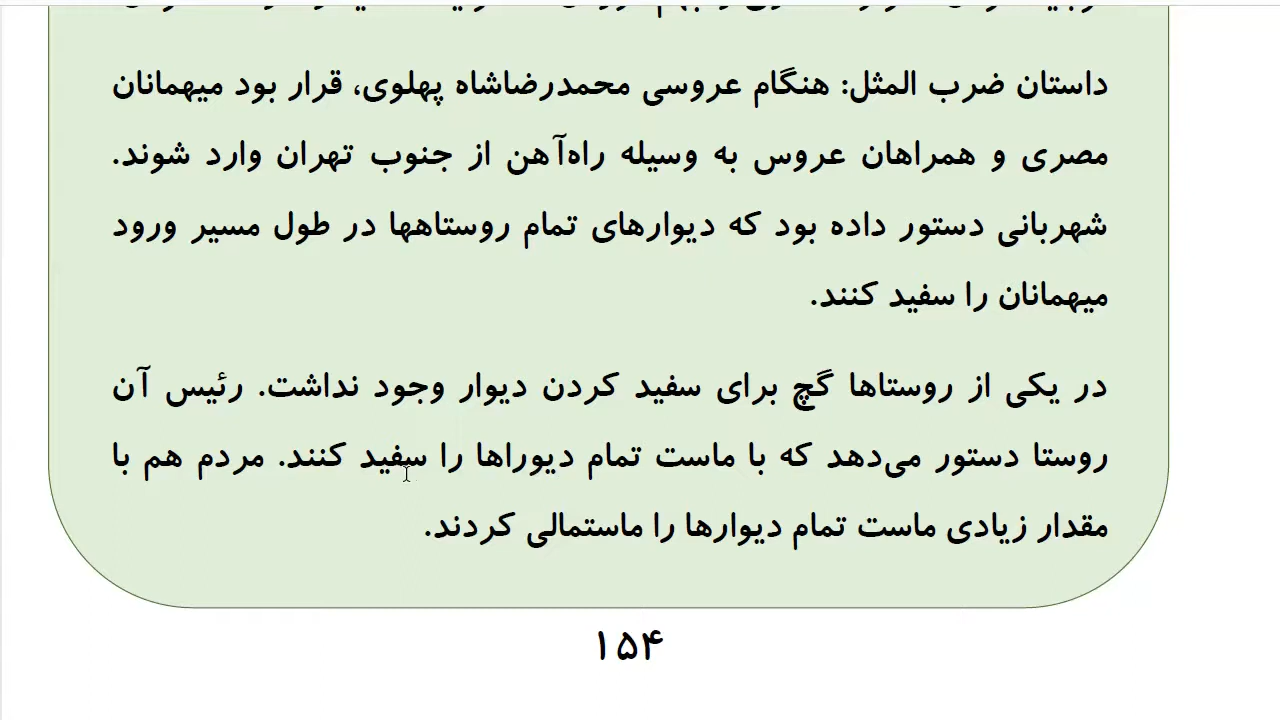 داستان ضرب المثل: هنگام عروسی محمدرضاشاه پهلوی، قرار بود میهمانان
مصری و همراهان عروس به وسیله راه‌آهن از جنوب تهران وارد شوند.
شهربانی دستور داده بود که دیوارهای تمام روستاهها در طول مسیر ورود
میهمانان را سفید کنند.
در یکی از روستاها گچ برای سفید کردن دیوار وجود نداشت. رئیس آن
روستا دستور می‌دهد که با ماست تمام دیوراها را سفید کنند. مردم هم با
مقدار زیادی ماست تمام دیوارها را ماستمالی کردند.
۱۵۴